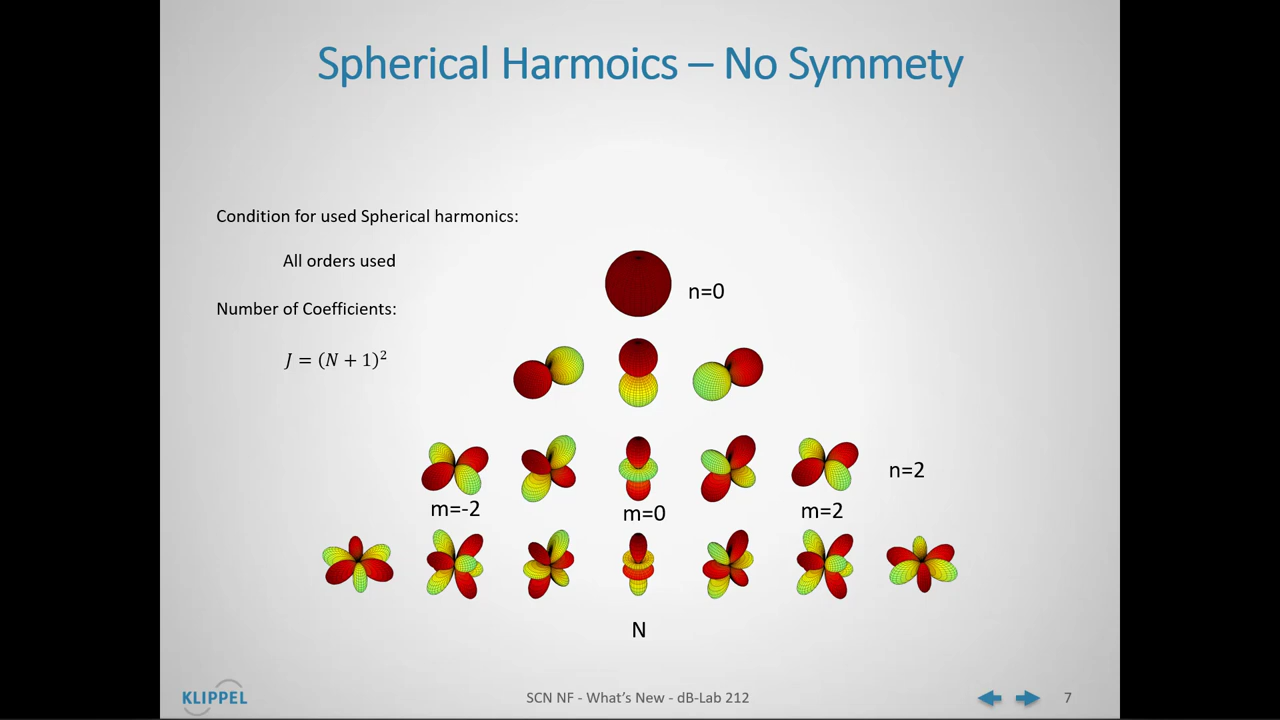 Spherical Harmoics – No Symmety
Condition for used Spherical harmonics:
All orders used
n=0
Number of Coefficients:
J = (N + 1)²
n=2
m=-2
m=0
m=2
N
KLIPPEL
SCN NF - What's New - dB-Lab 212
7